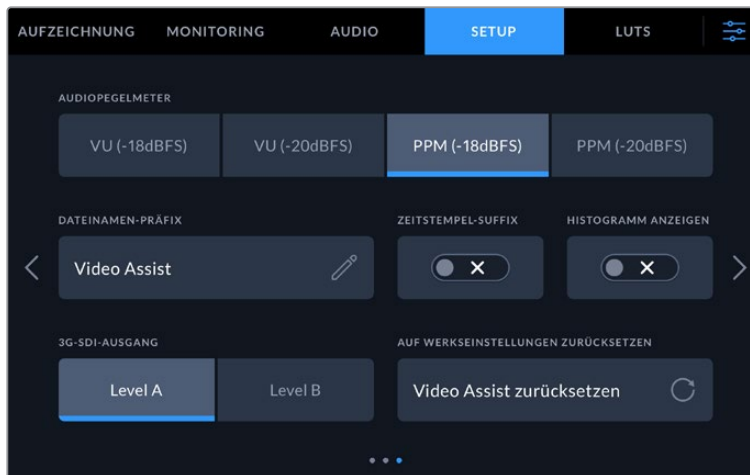 AUFZEICHNUNG MONITORING AUDIO SETUP LUTS
AUDIOPEGELMETER
VU (-18dBFS) VU (-20dBFS) PPM (-18dBFS) PPM (-20dBFS)
DATEINAMEN-PRÄFIX ZEITSTEMPEL-SUFFIX HISTOGRAMM ANZEIGEN
Video Assist
3G-SDI-AUSGANG AUF WERKSEINSTELLUNGEN ZURÜCKSETZEN
Level A Level B Video Assist zurücksetzen